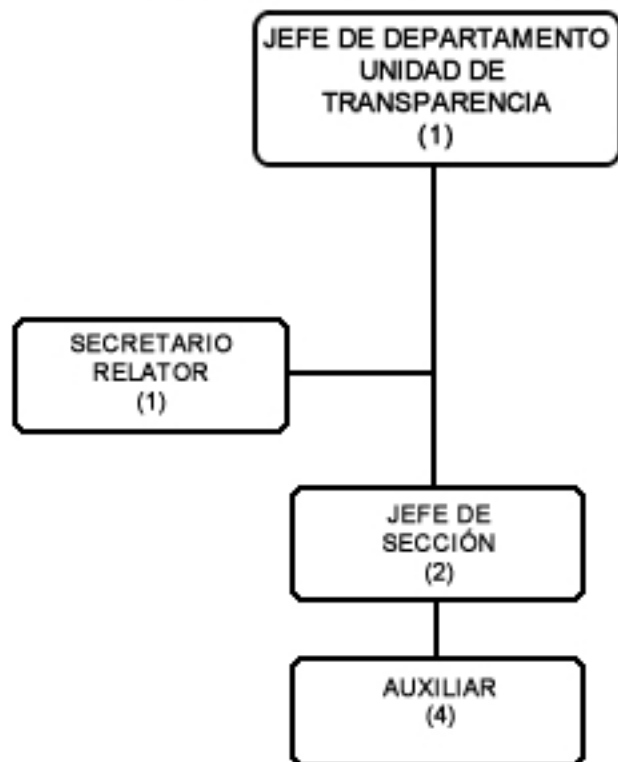 JEFE DE DEPARTAMENTO
UNIDAD DE
TRANSPARENCIA
(1)
SECRETARIO
RELATOR
(1)
JEFE DE
SECCIÓN
(2)
AUXILIAR
(4)